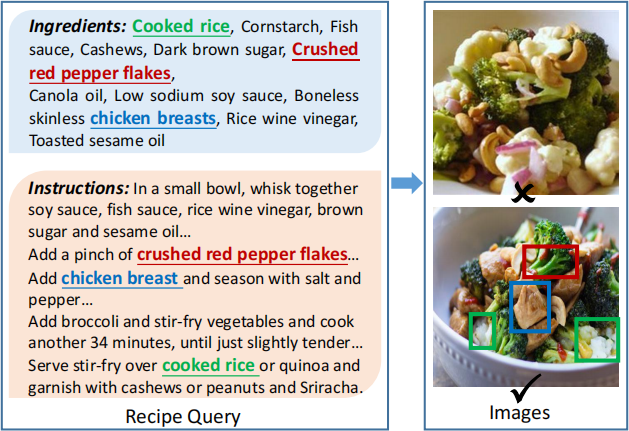 Ingredients: Cooked rice, Cornstarch, Fish
sauce, Cashews, Dark brown sugar, Crushed
red pepper flakes,
Canola oil, Low sodium soy sauce, Boneless
skinless chicken breasts, Rice wine vinegar,
Toasted sesame oil
Instructions: In a small bowl, whisk together
soy sauce, fish sauce, rice wine vinegar, brown
sugar and sesame oil…
Add a pinch of crushed red pepper flakes…
Add chicken breast and season with salt and
pepper…
Add broccoli and stir-fry vegetables and cook
another 34 minutes, until just slightly tender…
Serve stir-fry over cooked rice or quinoa and
garnish with cashews or peanuts and Sriracha.
Recipe Query
Images